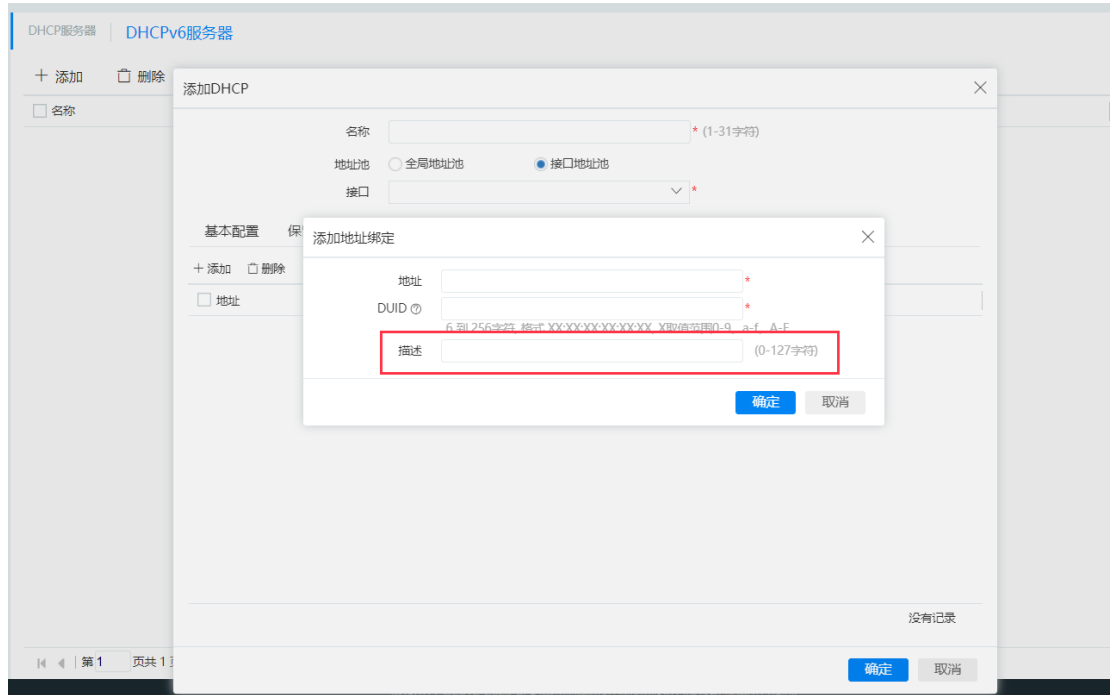 DHCP服务器 DHCPv6服务器
添加 删除
名称
添加DHCP
名称 * (1-31字符)
地址池 全局地址池 接口地址池
接口 *
基本配置
添加 删除
地址
添加地址绑定
地址 *
DUID *
6 到 256字符, 格式 XX:XX:XX:XX:XX:XX, X取值范围0-9、a-f、A-F
描述 (0-127字符)
确定 取消
没有记录
第 1 页共 1
确定 取消